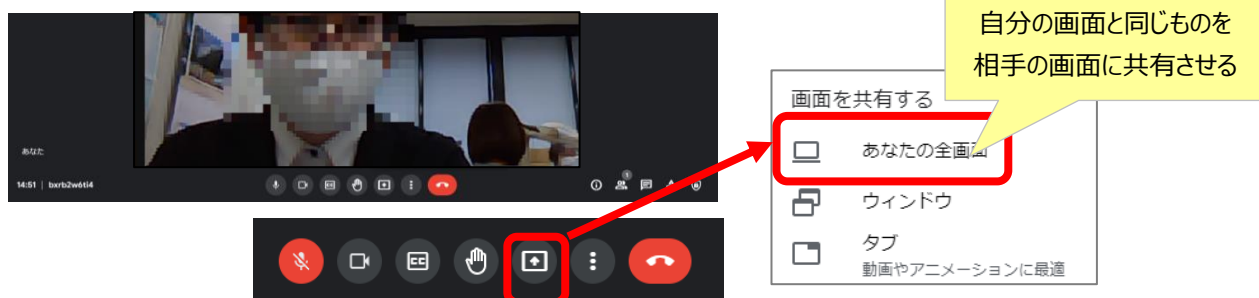 自分の画面と同じものを
相手の画面に共有させる
画面を共有する
あなたの全画面
ウィンドウ
タブ
動画やアニメーションに最適
あなた
14:51 | bxrb2w6ti4
1
CC